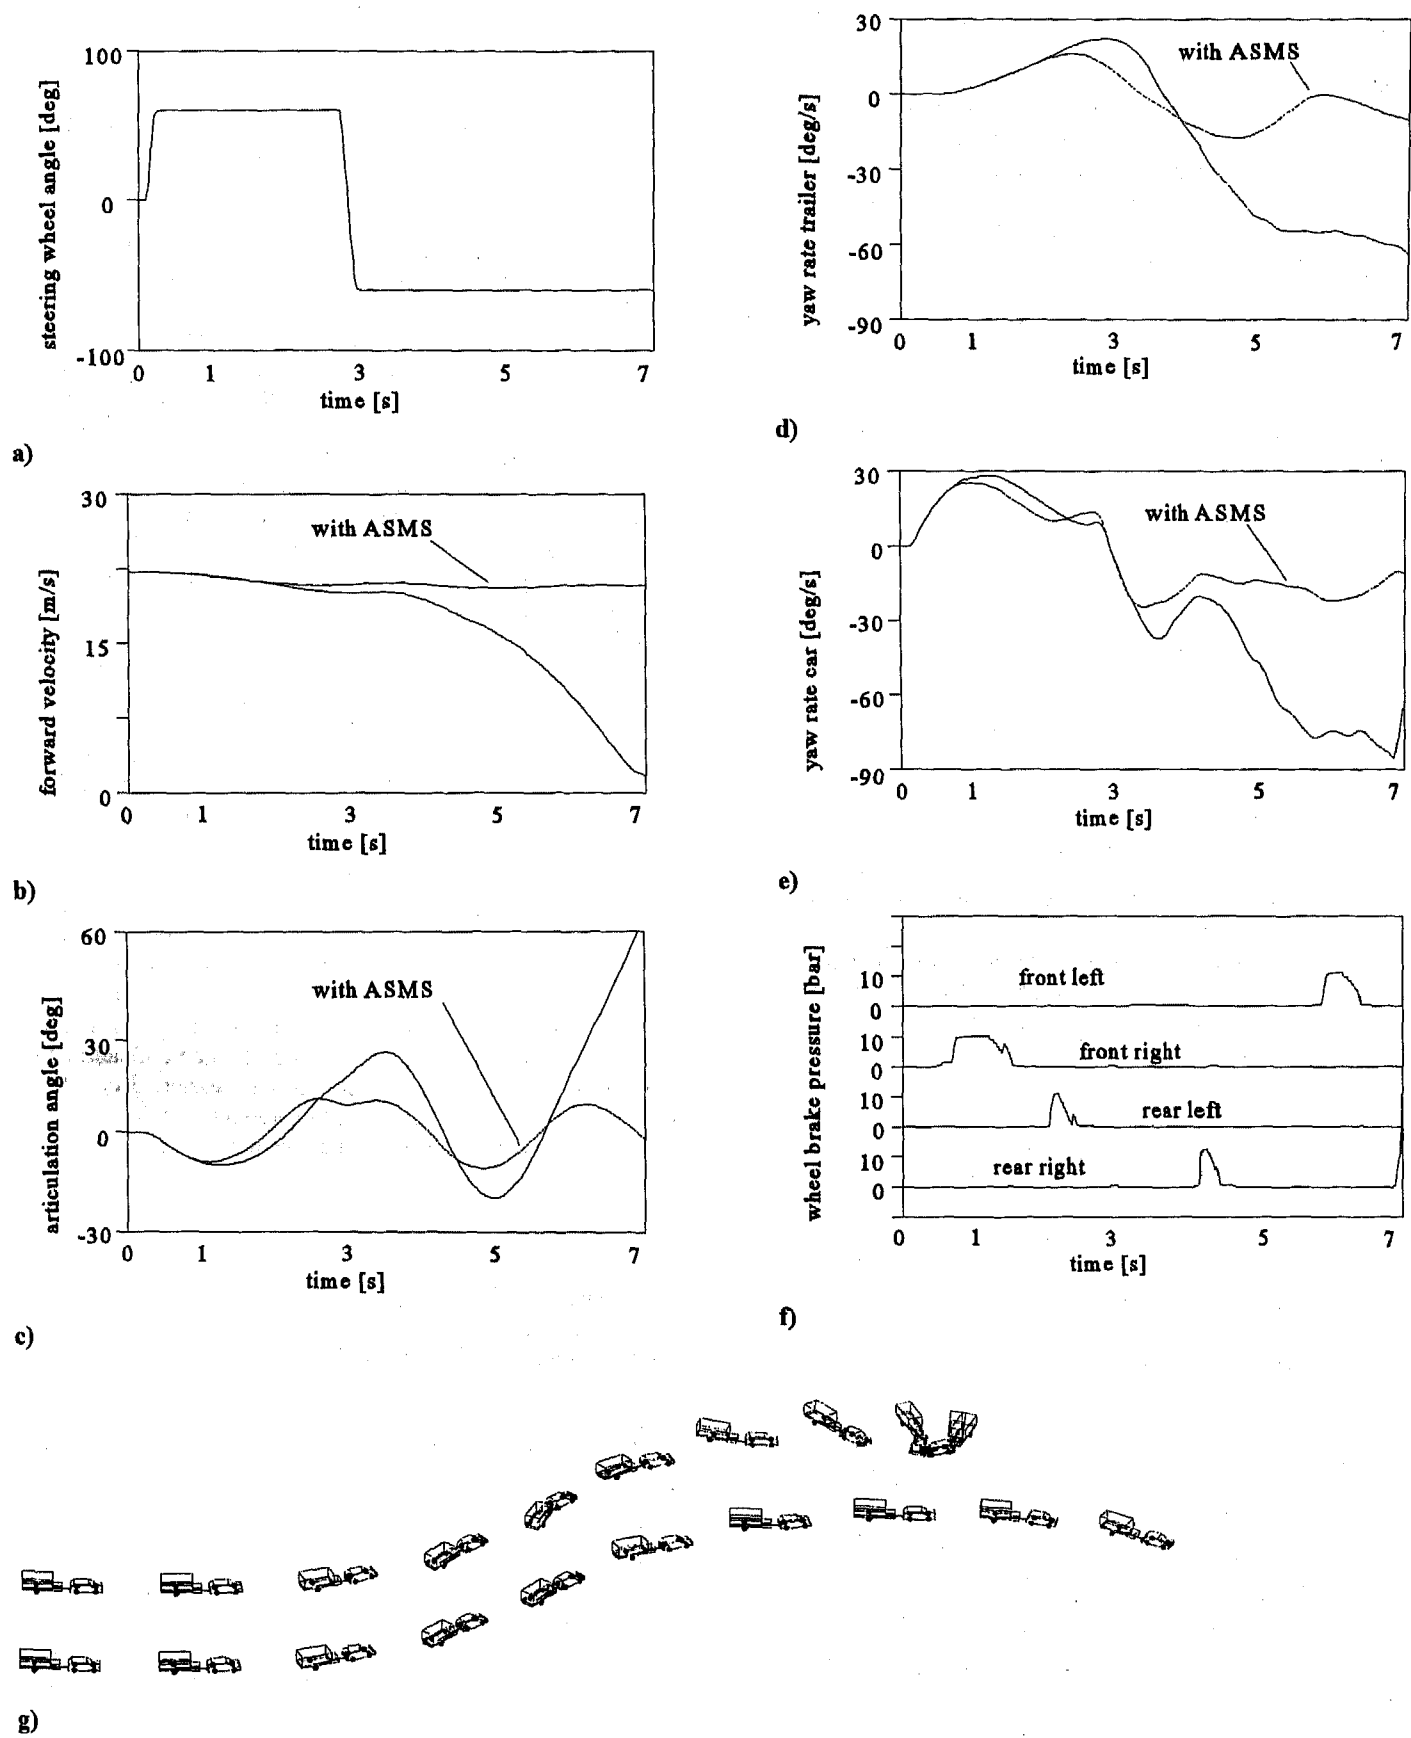 100
0
-100
steering wheel angle [deg]
0 1 3 5 7
time [s]
a)
30
15
0
forward velocity [m/s]
with ASMS
0 1 3 5 7
time [s]
b)
60
30
0
-30
articulation angle [deg]
with ASMS
0 1 3 5 7
time [s]
c)
30
0
-30
-60
-90
yaw rate trailer [deg/s]
with ASMS
0 1 3 5 7
time [s]
d)
30
0
-30
-60
-90
yaw rate car [deg/s]
with ASMS
0 1 3 5 7
time [s]
e)
wheel brake pressure [bar]
10
front left
0
10
front right
0
10
rear left
0
10
rear right
0
0 1 3 5 7
time [s]
f)
g)